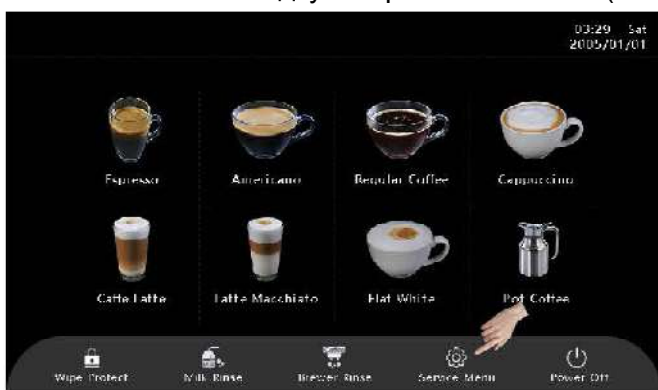 03:29 Sat
2005/01/01
Espresso
Americano
Regular Coffee
Cappuccino
Caffe Latte
Latte Macchiato
Flat White
Pot Coffee
Wipe Protect
Milk Rinse
Brewer Rinse
Service Menu
Power Off